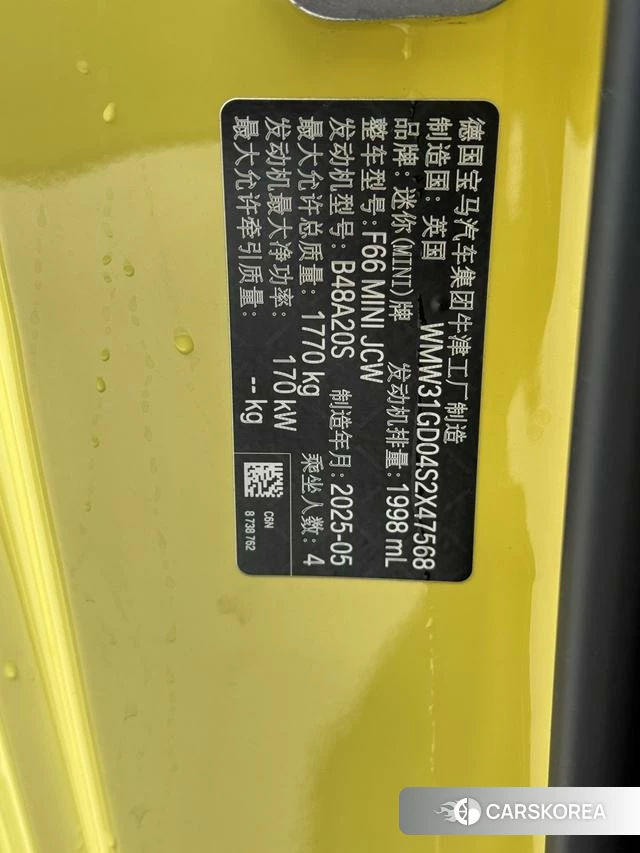 德国宝马汽车集团牛津工厂制造
制造国: 英国 WMW31GD04S2X47568
品牌: 迷你(MINI)牌 发动机排量: 1998 mL
整车型号: F66 MINI JCW
发动机型号: B48A20S 制造年月: 2025-05
最大允许总质量: 1770 kg 乘坐人数: 4
发动机最大净功率: 170 kW
最大允许牵引质量: -- kg
C6N
8 738 762
CARSKOREA